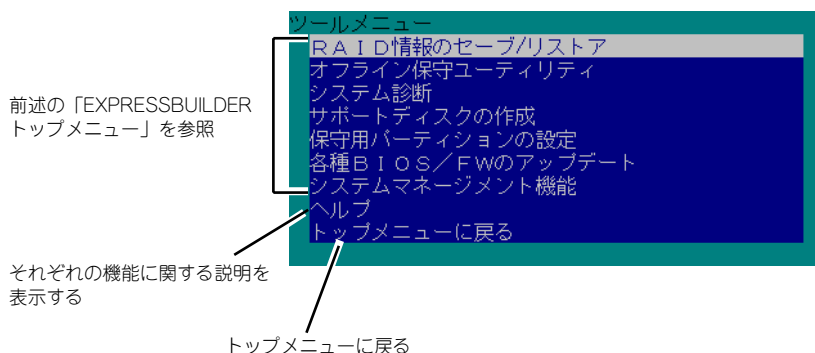 ツールメニュー
ＲＡＩＤ情報のセーブ/リストア
オフライン保守ユーティリティ
システム診断
サポートディスクの作成
保守用パーティションの設定
各種ＢＩＯＳ／ＦＷのアップデート
システムマネージメント機能
ヘルプ
トップメニューに戻る
前述の「EXPRESSBUILDER
トップメニュー」を参照
それぞれの機能に関する説明を
表示する
トップメニューに戻る